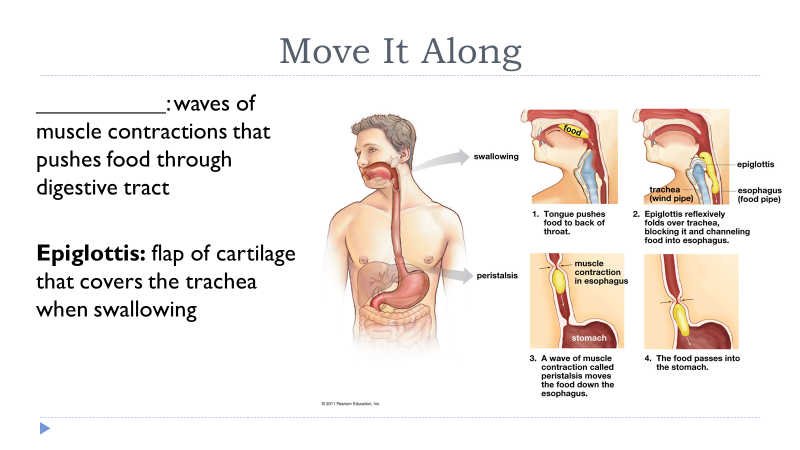 Move It Along
___________: waves of
muscle contractions that
pushes food through
digestive tract
Epiglottis: flap of cartilage
that covers the trachea
when swallowing
swallowing
peristalsis
food
1. Tongue pushes
food to back of
throat.
epiglottis
trachea
(wind pipe)
esophagus
(food pipe)
2. Epiglottis reflexively
folds over trachea,
blocking it and channeling
food into esophagus.
muscle
contraction
in esophagus
stomach
3. A wave of muscle
contraction called
peristalsis moves
the food down the
esophagus.
4. The food passes into
the stomach.
© 2011 Pearson Education, Inc.